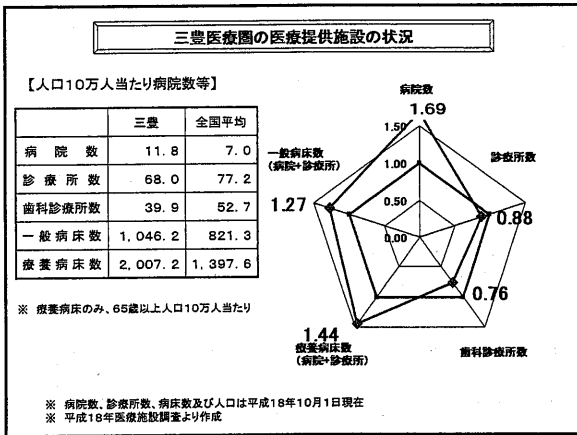 三豊医療圏の医療提供施設の状況
【人口10万人当たり病院数等】
三豊 全国平均
病院数 11.8 7.0
診療所数 68.0 77.2
歯科診療所数 39.9 52.7
一般病床数 1,046.2 821.3
療養病床数 2,007.2 1,397.6
※ 療養病床のみ、65歳以上人口10万人当たり
病院数
1.69
1.50
1.00
0.50
0.00
診療所数
0.88
0.76
歯科診療所数
1.44
療養病床数
(病院+診療所)
一般病床数
(病院+診療所)
1.27
※ 病院数、診療所数、病床数及び人口は平成18年10月1日現在
※ 平成18年医療施設調査より作成